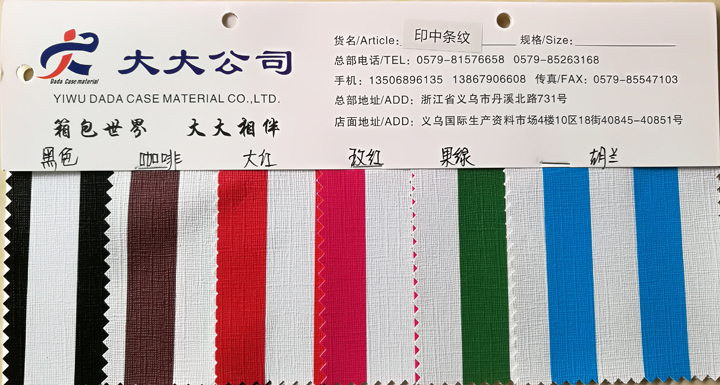 大大公司
Dada Case material
YIWU DADA CASE MATERIAL CO.,LTD.
箱包世界 大大相伴
货名/Article: 印中条纹 规格/Size:
总部电话/TEL: 0579-81576658 0579-85263168
手机: 13506896135 13867906608 传真/FAX: 0579-85547103
总部地址/ADD: 浙江省义乌市丹溪北路731号
店面地址/ADD: 义乌国际生产资料市场4楼10区18街40845-40851号
黑色 咖啡 大红 玫红 果绿 胡兰